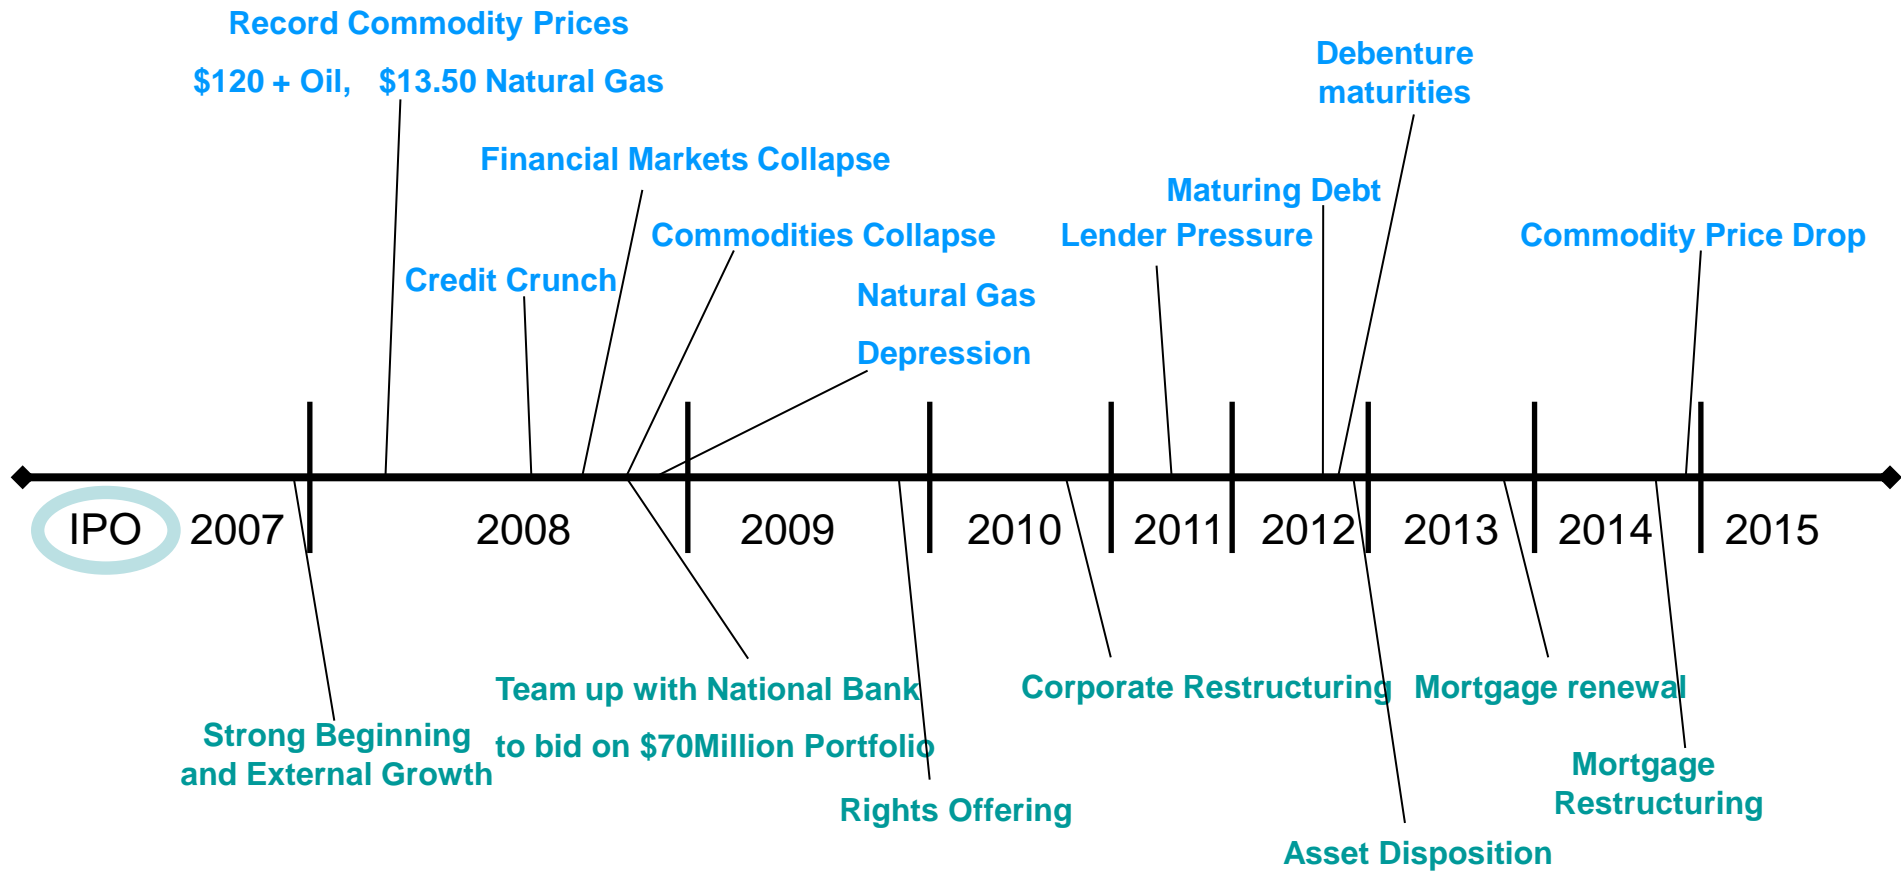 Record Commodity Prices
$120 + Oil, $13.50 Natural Gas
Debenture
maturities
Financial Markets Collapse
Maturing Debt
Commodities Collapse
Lender Pressure
Commodity Price Drop
Credit Crunch
Natural Gas
Depression
IPO 2007 2008 2009 2010 2011 2012 2013 2014 2015
Team up with National Bank
to bid on $70Million Portfolio
Corporate Restructuring
Mortgage renewal
Strong Beginning
and External Growth
Mortgage
Restructuring
Rights Offering
Asset Disposition